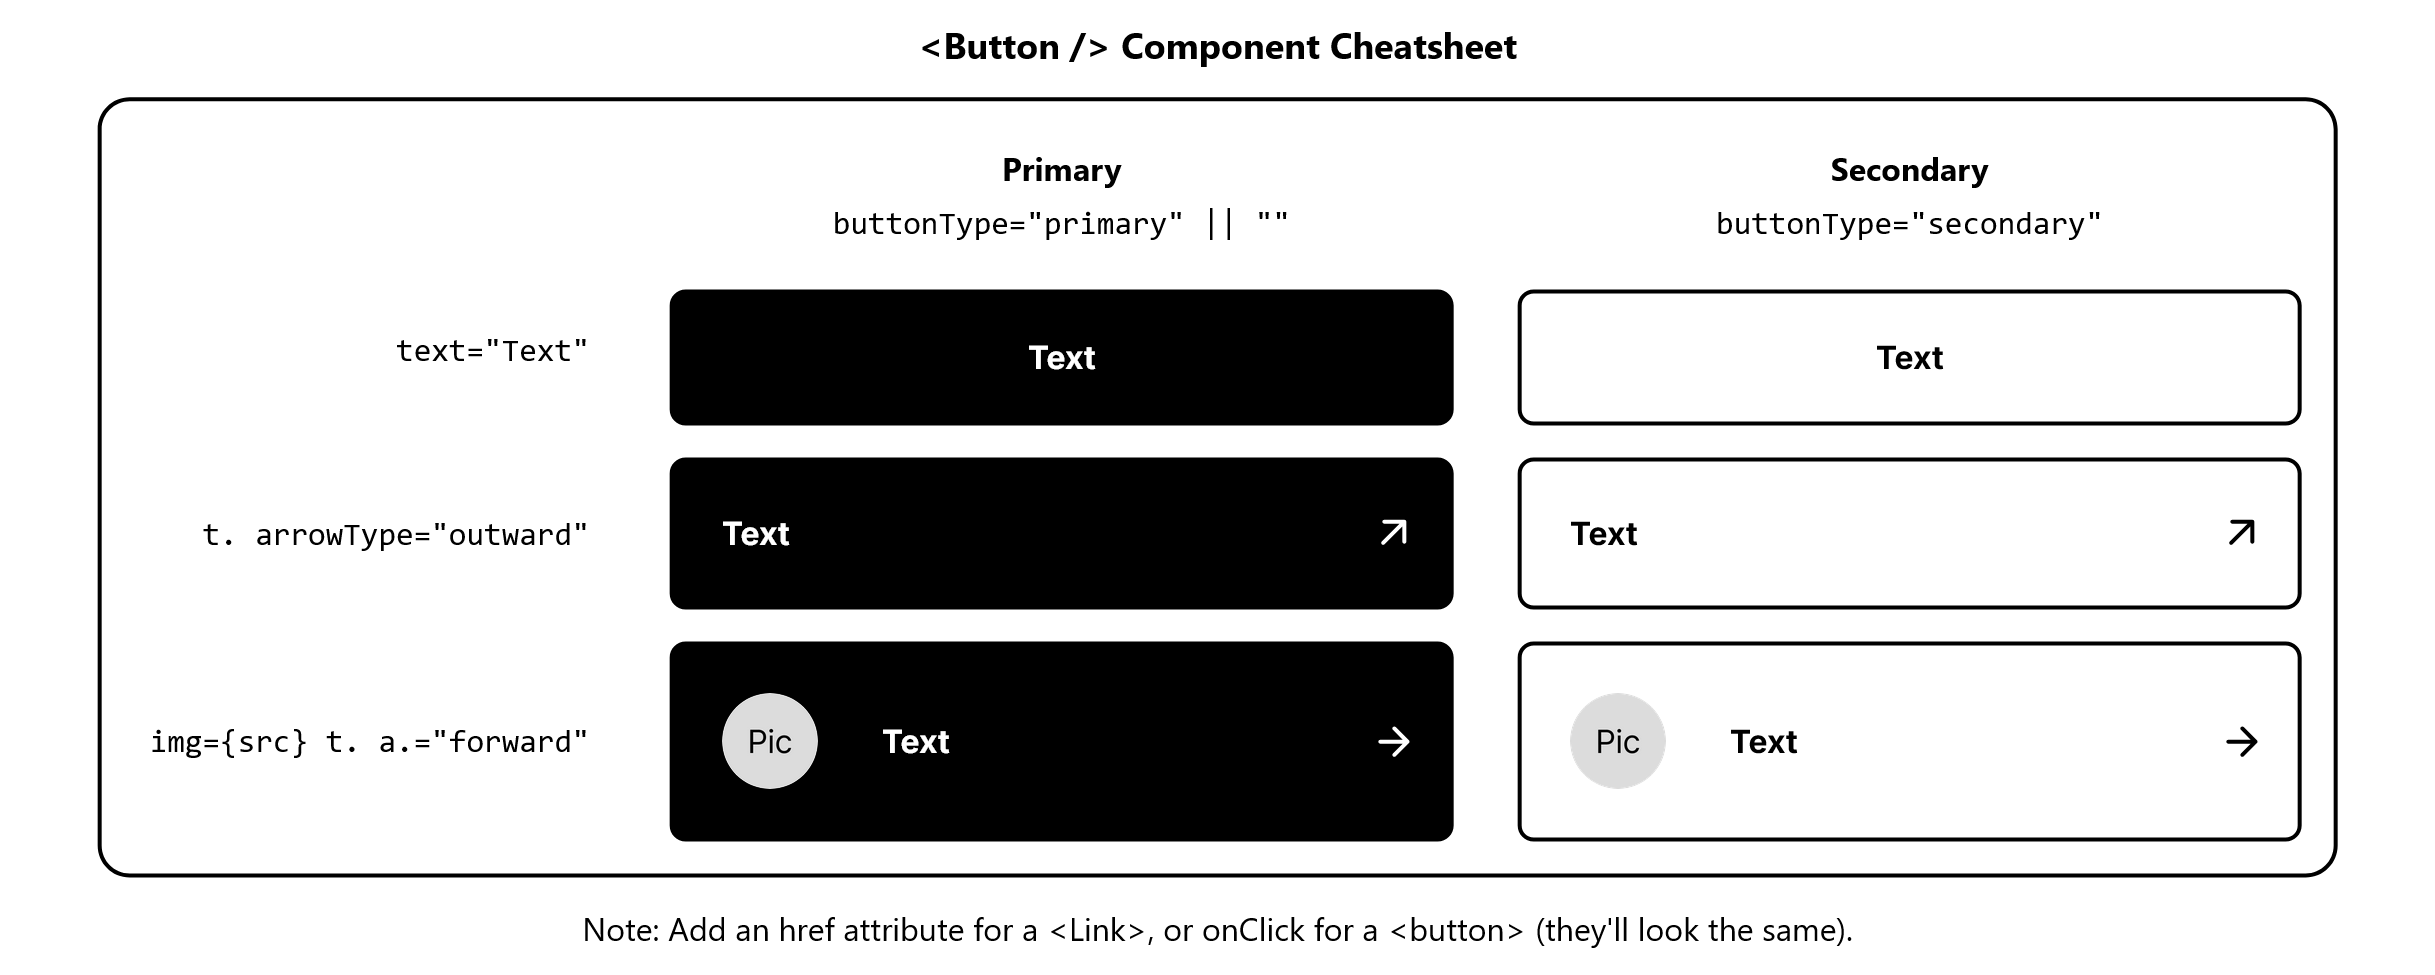 <Button /> Component Cheatsheet
Primary
Secondary
buttonType="primary" || ""
buttonType="secondary"
text="Text"
Text
Text
t. arrowType="outward"
Text
Text
img={src} t. a.="forward"
Pic
Text
Pic
Text
Note: Add an href attribute for a <Link>, or onClick for a <button> (they'll look the same).